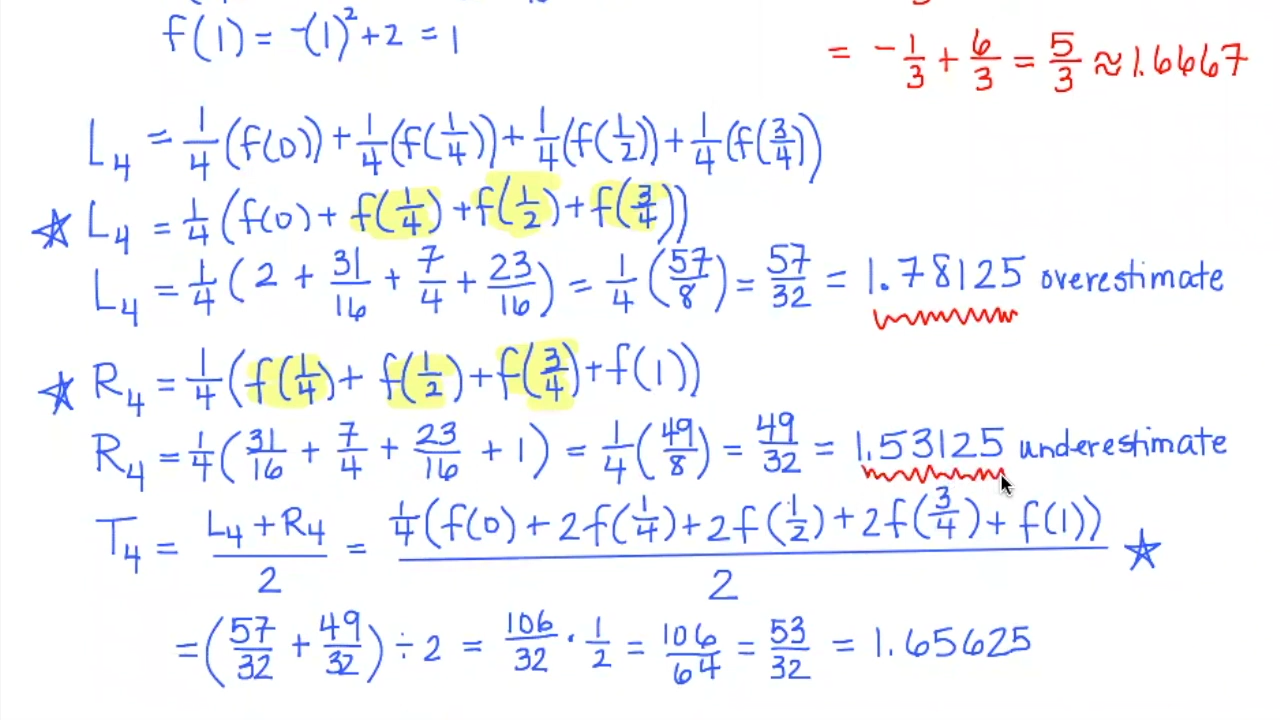 f(1) = -(1)² + 2 = 1
= -1/3 + 6/3 = 5/3 ≈ 1.6667
L₄ = 1/4(f(0)) + 1/4(f(1/4)) + 1/4(f(1/2)) + 1/4(f(3/4))
☆ L₄ = 1/4(f(0) + f(1/4) + f(1/2) + f(3/4))
L₄ = 1/4(2 + 31/16 + 7/4 + 23/16) = 1/4(57/8) = 57/32 = 1.78125 overestimate
☆ R₄ = 1/4(f(1/4) + f(1/2) + f(3/4) + f(1))
R₄ = 1/4(31/16 + 7/4 + 23/16 + 1) = 1/4(49/8) = 49/32 = 1.53125 underestimate
T₄ = (L₄ + R₄)/2 = 1/4(f(0) + 2f(1/4) + 2f(1/2) + 2f(3/4) + f(1))/2 ☆
= (57/32 + 49/32) ÷ 2 = 106/32 · 1/2 = 106/64 = 53/32 = 1.65625